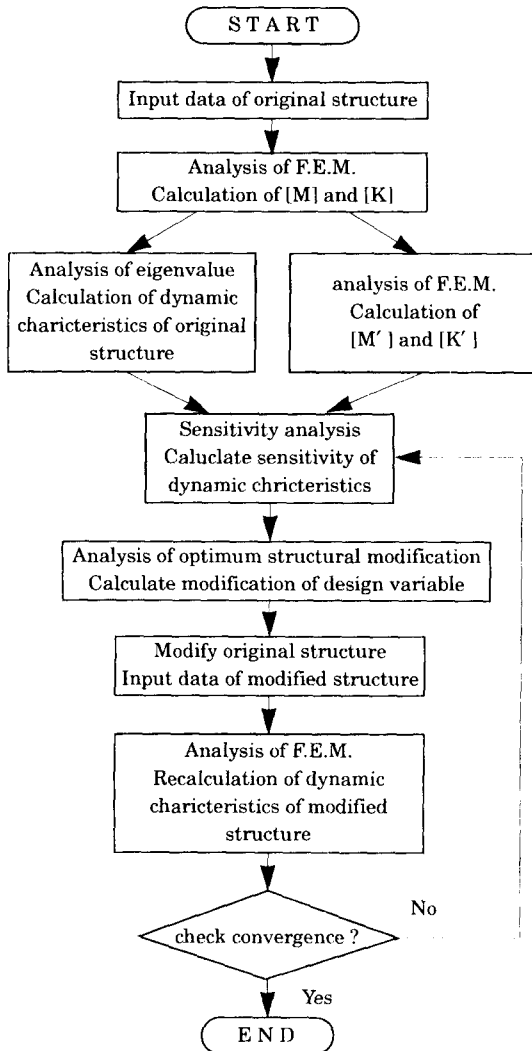 START
Input data of original structure
Analysis of F.E.M.
Calculation of [M] and [K]
Analysis of eigenvalue
Calculation of dynamic
charicteristics of original
structure
analysis of F.E.M.
Calculation of
[M′ ] and [K′ ]
Sensitivity analysis
Caluclate sensitivity of
dynamic chricteristics
Analysis of optimum structural modification
Calculate modification of design variable
Modify original structure
Input data of modified structure
Analysis of F.E.M.
Recalculation of dynamic
charicteristics of modified
structure
No
check convergence ?
Yes
END